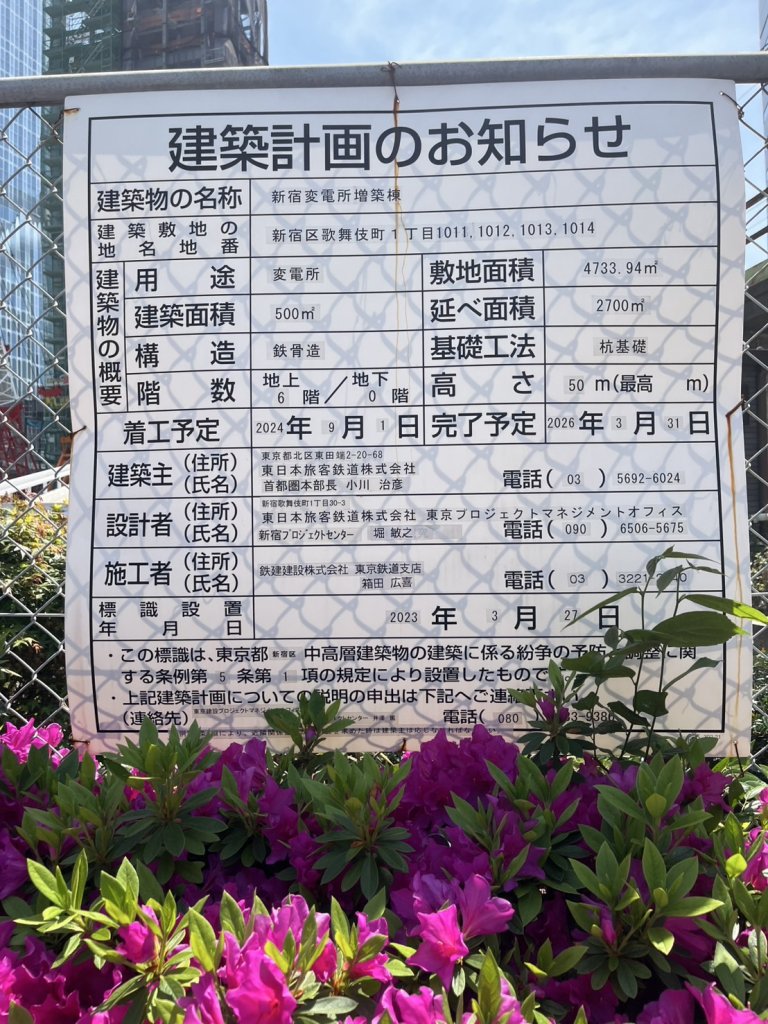 建築計画のお知らせ
建築物の名称 新宿変電所増築棟
建築敷地の地名地番 新宿区歌舞伎町1丁目1011,1012,1013,1014
建築物の概要
用途 変電所 敷地面積 4733.94㎡
建築面積 500㎡ 延べ面積 2700㎡
構造 鉄骨造 基礎工法 杭基礎
階数 地上6階/地下0階 高さ 50m(最高 m)
着工予定 2024年9月1日 完了予定 2026年3月31日
東京都北区東田端2-20-68
建築主(住所)(氏名) 東日本旅客鉄道株式会社
首都圏本部長 小川 治彦 電話(03)5692-6024
新宿歌舞伎町1丁目30-3
設計者(住所)(氏名) 東日本旅客鉄道株式会社 東京プロジェクトマネジメントオフィス
新宿プロジェクトセンター 堀 敏之 電話(090)6506-5675
施工者(住所)(氏名) 鉄建建設株式会社 東京鉄道支店
箱田 広喜 電話(03)3221-
標識設置年月日 2023年3月27日
・この標識は、東京都新宿区中高層建築物の建築に係る紛争の予防 調整に関
する条例第5条第1項の規定により設置したもので
・上記建築計画についての説明の申出は下記へご連絡
(連絡先) 電話(080)